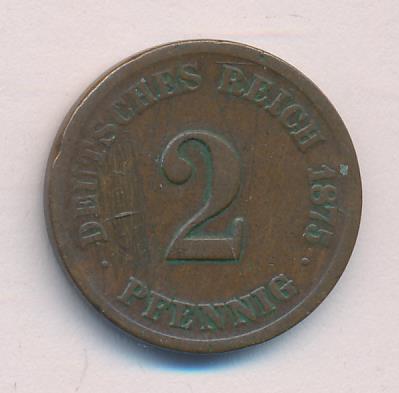 DEUTSCHES REICH 1875
2
PFENNIG